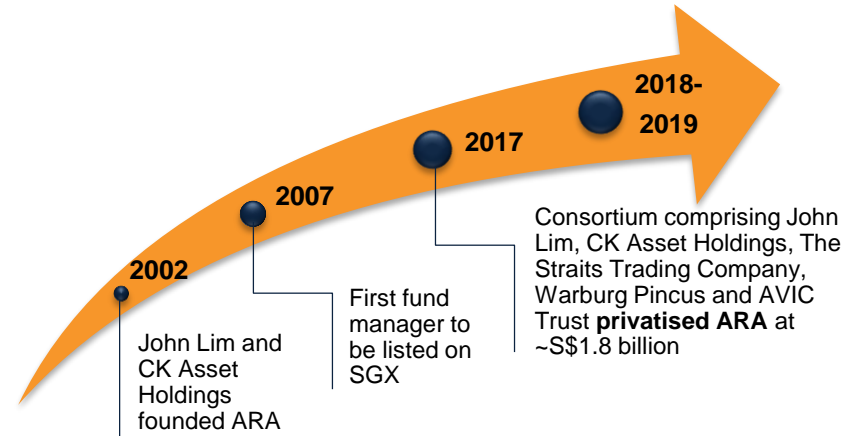 2002
John Lim and
CK Asset
Holdings
founded ARA
2007
First fund
manager to
be listed on
SGX
2017
Consortium comprising John
Lim, CK Asset Holdings, The
Straits Trading Company,
Warburg Pincus and AVIC
Trust privatised ARA at
~S$1.8 billion
2018-
2019